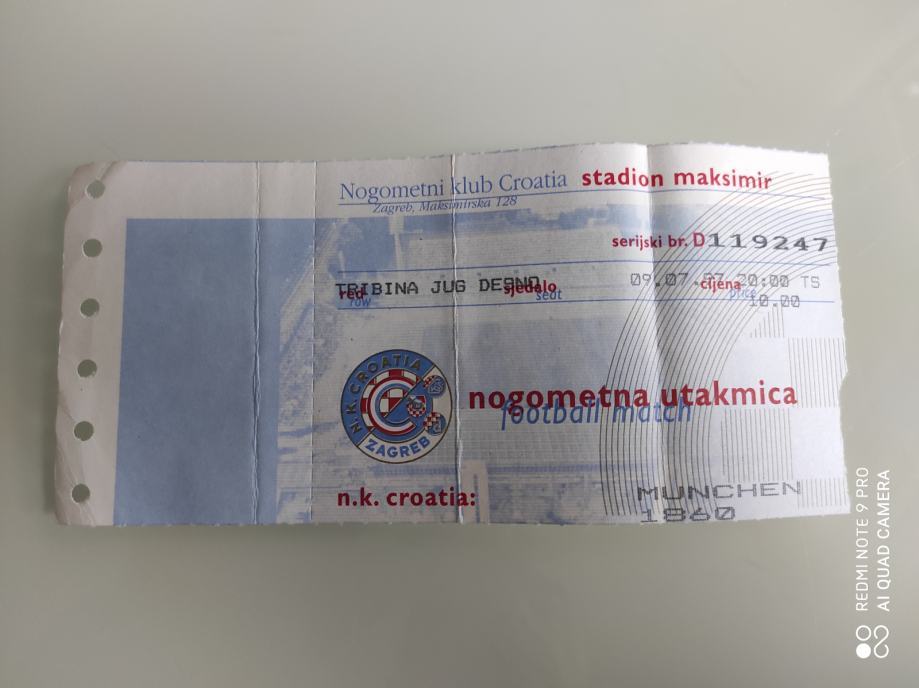 Nogometni klub Croatia stadion maksimir
Zagreb, Maksimirska 128
serijski br. D119247
TRIBINA JUG DESNO 09.07.97 20:00 TS
red sjedalo cijena
row seat price
10.00
N.K. CROATIA
ZAGREB
nogometna utakmica
football match
n.k. croatia:
MUNCHEN
1860
REDMI NOTE 9 PRO
AI QUAD CAMERA